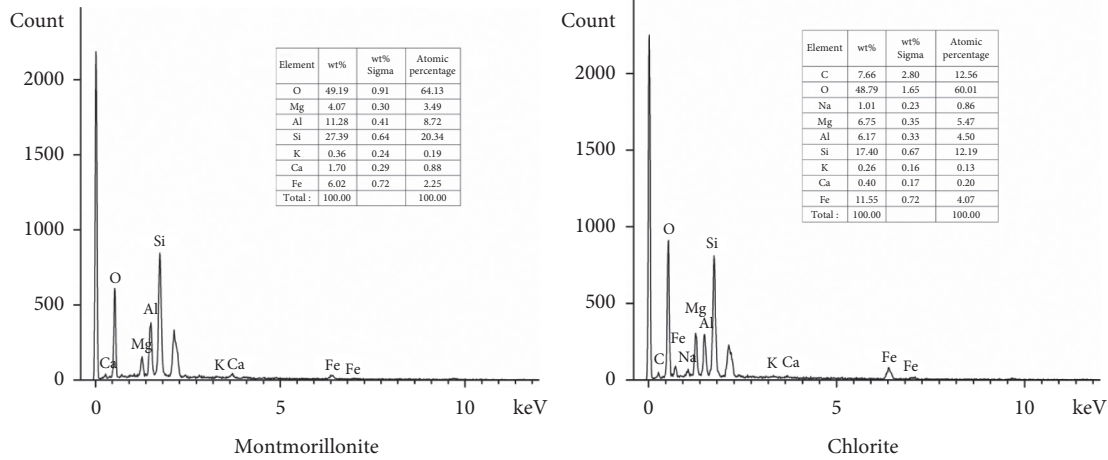 Count
2000
1500
1000
500
0
0 5 10 keV
Ca
O
Mg
Al
Si
K
Ca
Fe
Fe
Element wt% wt% Sigma Atomic percentage
O 49.19 0.91 64.13
Mg 4.07 0.30 3.49
Al 11.28 0.41 8.72
Si 27.39 0.64 20.34
K 0.36 0.24 0.19
Ca 1.70 0.29 0.88
Fe 6.02 0.72 2.25
Total : 100.00 100.00
Montmorillonite
Count
2000
1500
1000
500
0
0 5 10 keV
C
O
Fe
Na
Mg
Al
Si
K
Ca
Fe
Fe
Element wt% wt% Sigma Atomic percentage
C 7.66 2.80 12.56
O 48.79 1.65 60.01
Na 1.01 0.23 0.86
Mg 6.75 0.35 5.47
Al 6.17 0.33 4.50
Si 17.40 0.67 12.19
K 0.26 0.16 0.13
Ca 0.40 0.17 0.20
Fe 11.55 0.72 4.07
Total : 100.00 100.00
Chlorite